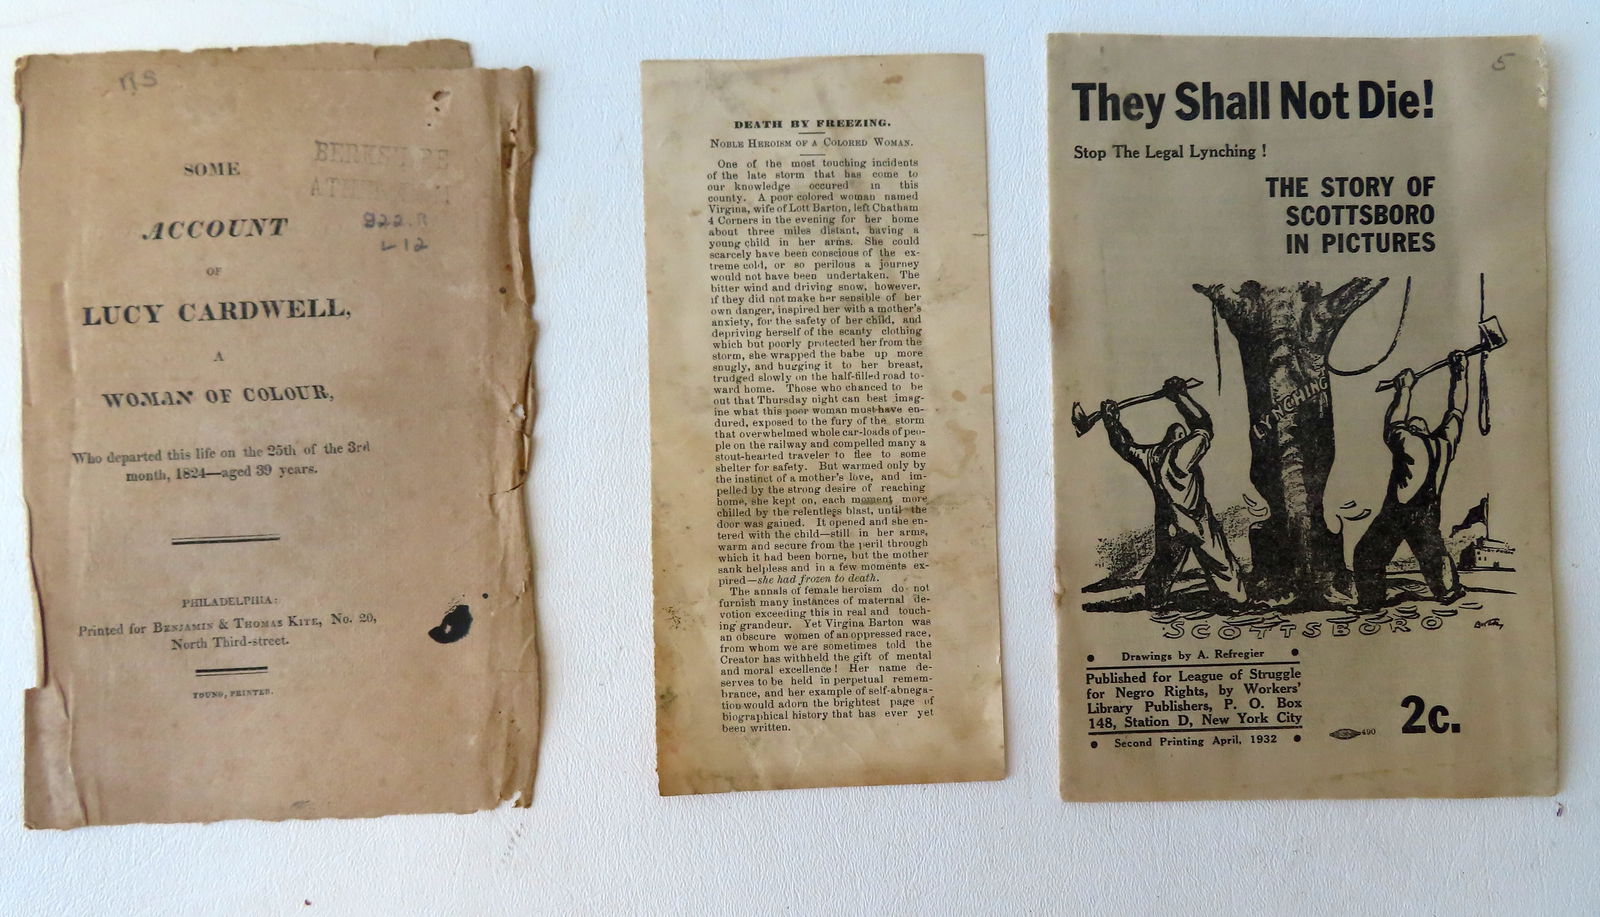 RS
BERKSHIRE
922.R
L12
SOME
ACCOUNT
OF
LUCY CARDWELL,
A
WOMAN OF COLOUR,
Who departed this life on the 25th of the 3rd
month, 1824—aged 39 years.
PHILADELPHIA:
Printed for BENJAMIN & THOMAS KITE, No. 20,
North Third-street.
YOUNG, PRINTER.
DEATH BY FREEZING.
NOBLE HEROISM OF A COLORED WOMAN.
One of the most touching incidents
of the late storm that has come to
our knowledge occured in this
county. A poor colored woman named
Virgina, wife of Lott Barton, left Chatham
4 Corners in the evening for her home
about three miles distant, having a
young child in her arms. She could
scarcely have been conscious of the ex-
treme cold, or so perilous a journey
would not have been undertaken. The
bitter wind and driving snow, however,
if they did not make her sensible of her
own danger, inspired her with a mother's
anxiety, for the safety of her child, and
depriving herself of the scanty clothing
which but poorly protected her from the
storm, she wrapped the babe up more
snugly, and hugging it to her breast,
trudged slowly on the half-filled road to-
ward home. Those who chanced to be
out that Thursday night can best imag-
ine what this poor woman must have en-
dured, exposed to the fury of the storm
that overwhelmed whole car-loads of peo-
ple on the railway and compelled many a
stout-hearted traveler to flee to some
shelter for safety. But warmed only by
the instinct of a mother's love, and im-
pelled by the strong desire of reaching
home, she kept on, each moment more
chilled by the relentless blast, until the
door was gained. It opened and she en-
tered with the child—still in her arms,
warm and secure from the peril through
which it had been borne, but the mother
sank helpless and in a few moments ex-
pired—she had frozen to death.
The annals of female heroism do not
furnish many instances of maternal de-
votion exceeding this in real and touch-
ing grandeur. Yet Virgina Barton was
an obscure women of an oppressed race,
from whom we are sometimes told the
Creator has withheld the gift of mental
and moral excellence! Her name de-
serves to be held in perpetual remem-
brance, and her example of self-abnega-
tion would adorn the brightest page of
biographical history that has ever yet
been written.
5
They Shall Not Die!
Stop The Legal Lynching !
THE STORY OF
SCOTTSBORO
IN PICTURES
LYNCHING
SCOTTSBORO
• Drawings by A. Refregier •
Published for League of Struggle
for Negro Rights, by Workers'
Library Publishers, P. O. Box
148, Station D, New York City
• Second Printing April, 1932 •
490
2c.